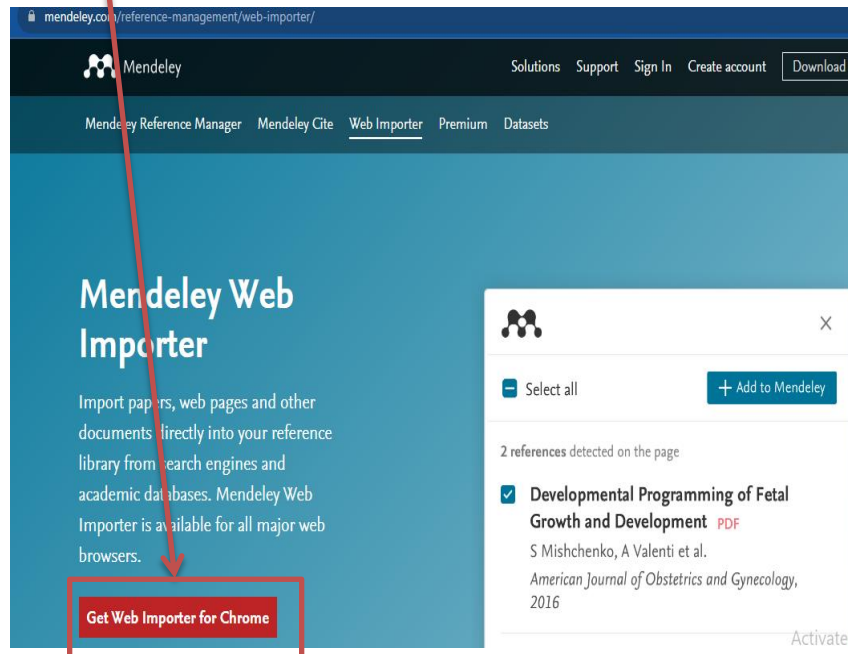 mendeley.com/reference-management/web-importer/
Mendeley
Solutions Support Sign In Create account Download
Mendeley Reference Manager Mendeley Cite Web Importer Premium Datasets
Mendeley Web
Importer
Import papers, web pages and other
documents directly into your reference
library from search engines and
academic databases. Mendeley Web
Importer is available for all major web
browsers.
Get Web Importer for Chrome
Select all
+ Add to Mendeley
2 references detected on the page
Developmental Programming of Fetal
Growth and Development PDF
S Mishchenko, A Valenti et al.
American Journal of Obstetrics and Gynecology,
2016
Activate